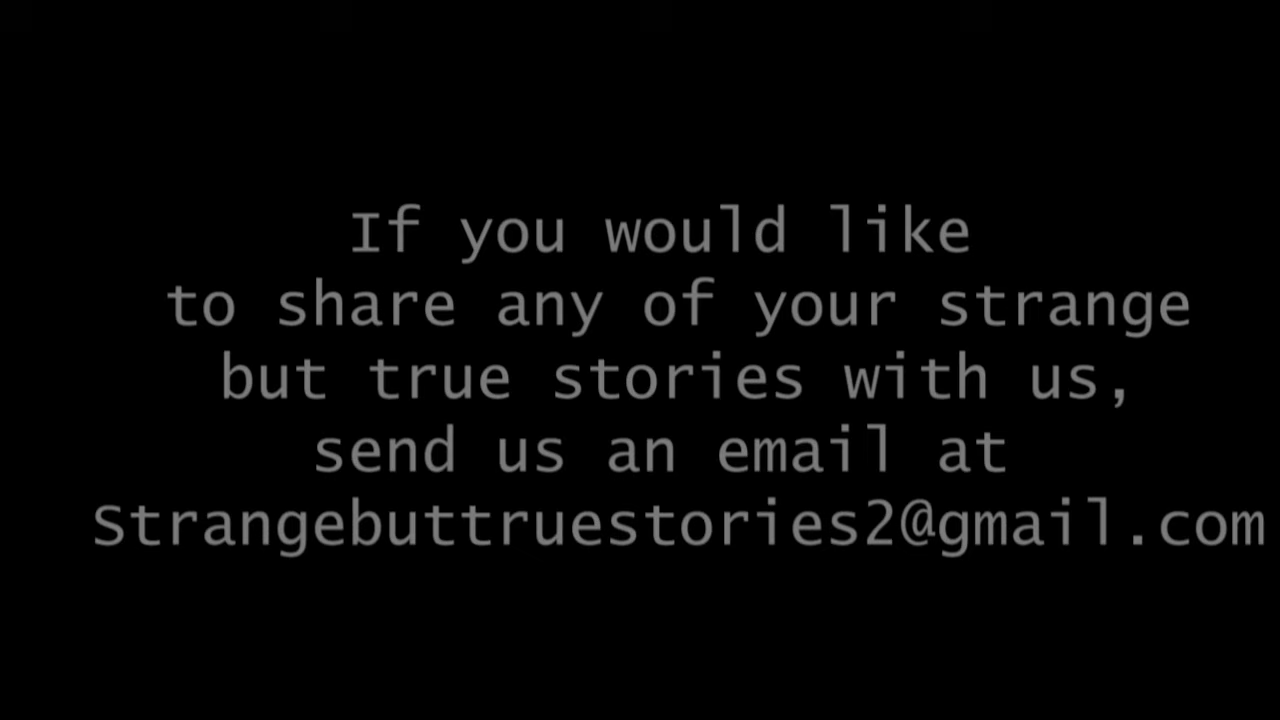 If you would like
to share any of your strange
but true stories with us,
send us an email at
Strangebuttruestories2@gmail.com